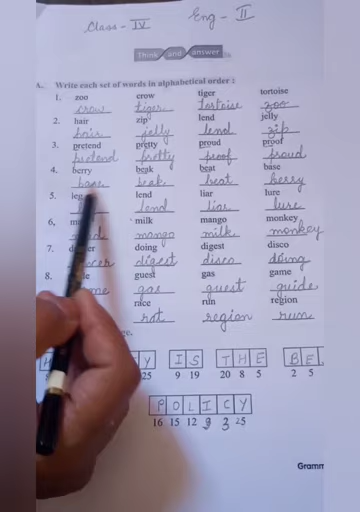 Class - IV Eng - II
Think and answer
A. Write each set of words in alphabetical order :
1. zoo crow tiger tortoise
crow tiger tortoise zoo
2. hair zip lend jelly
hair jelly lend zip
3. pretend pretty proud proof
pretend pretty proof proud
4. berry beak beat base
base beak beat berry
5. leg lend liar lure
lend liar lure
6. milk mango monkey
mango milk monkey
7. doing digest disco
digest disco doing
8. guest gas game
gas guest guide
race run region
rat region run
Y I S T H E B E
25 9 19 20 8 5 2 5
P O L I C Y
16 15 12 9 3 25
Gramm